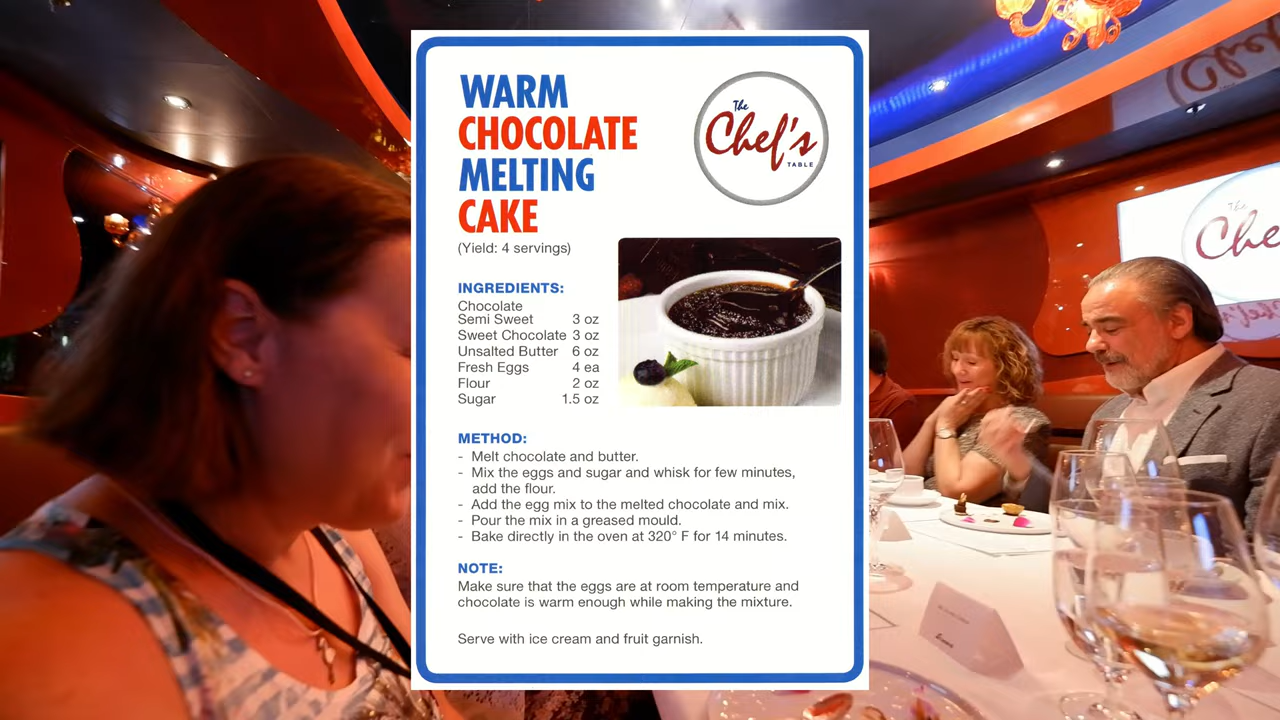 WARM
CHOCOLATE
MELTING
CAKE
(Yield: 4 servings)
The
Chef's
TABLE
INGREDIENTS:
Chocolate
Semi Sweet 3 oz
Sweet Chocolate 3 oz
Unsalted Butter 6 oz
Fresh Eggs 4 ea
Flour 2 oz
Sugar 1.5 oz
METHOD:
- Melt chocolate and butter.
- Mix the eggs and sugar and whisk for few minutes,
add the flour.
- Add the egg mix to the melted chocolate and mix.
- Pour the mix in a greased mould.
- Bake directly in the oven at 320° F for 14 minutes.
NOTE:
Make sure that the eggs are at room temperature and
chocolate is warm enough while making the mixture.
Serve with ice cream and fruit garnish.
The
Che